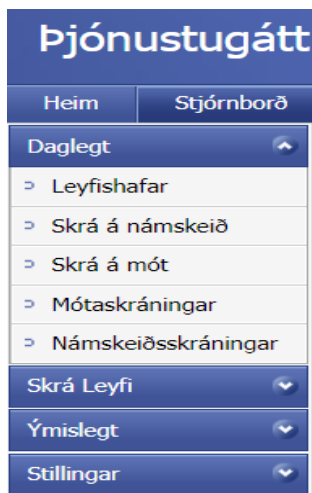 Þjónustugátt
Heim Stjórnborð
Daglegt
Leyfishafar
Skrá á námskeið
Skrá á mót
Mótaskráningar
Námskeiðsskráningar
Skrá Leyfi
Ýmislegt
Stillingar